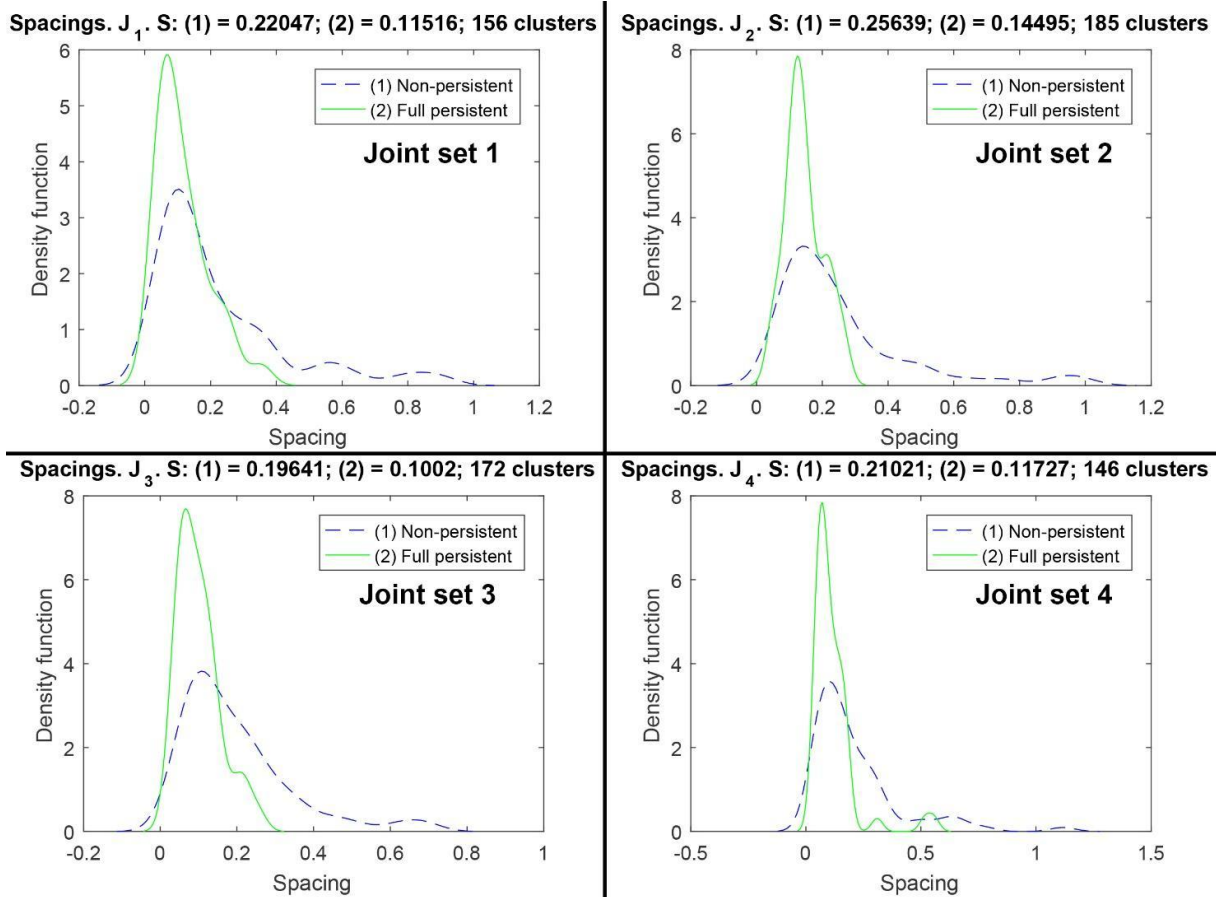 Spacings. J1. S: (1) = 0.22047; (2) = 0.11516; 156 clusters
6
5
4
3
2
1
0
Density function
(1) Non-persistent
(2) Full persistent
Joint set 1
-0.2 0 0.2 0.4 0.6 0.8 1 1.2
Spacing
Spacings. J2. S: (1) = 0.25639; (2) = 0.14495; 185 clusters
8
6
4
2
0
Density function
(1) Non-persistent
(2) Full persistent
Joint set 2
-0.2 0 0.2 0.4 0.6 0.8 1 1.2
Spacing
Spacings. J3. S: (1) = 0.19641; (2) = 0.1002; 172 clusters
8
6
4
2
0
Density function
(1) Non-persistent
(2) Full persistent
Joint set 3
-0.2 0 0.2 0.4 0.6 0.8 1
Spacing
Spacings. J4. S: (1) = 0.21021; (2) = 0.11727; 146 clusters
8
6
4
2
0
Density function
(1) Non-persistent
(2) Full persistent
Joint set 4
-0.5 0 0.5 1 1.5
Spacing